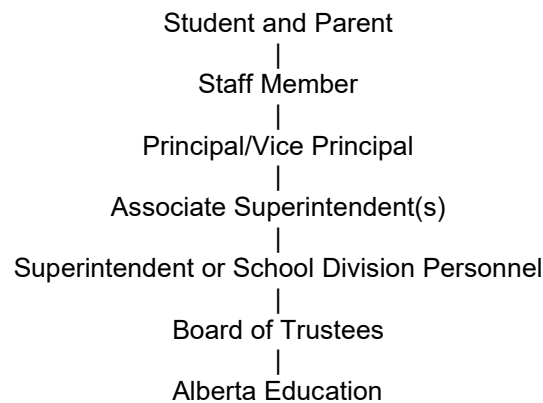 Student and Parent
|
Staff Member
|
Principal/Vice Principal
|
Associate Superintendent(s)
|
Superintendent or School Division Personnel
|
Board of Trustees
|
Alberta Education